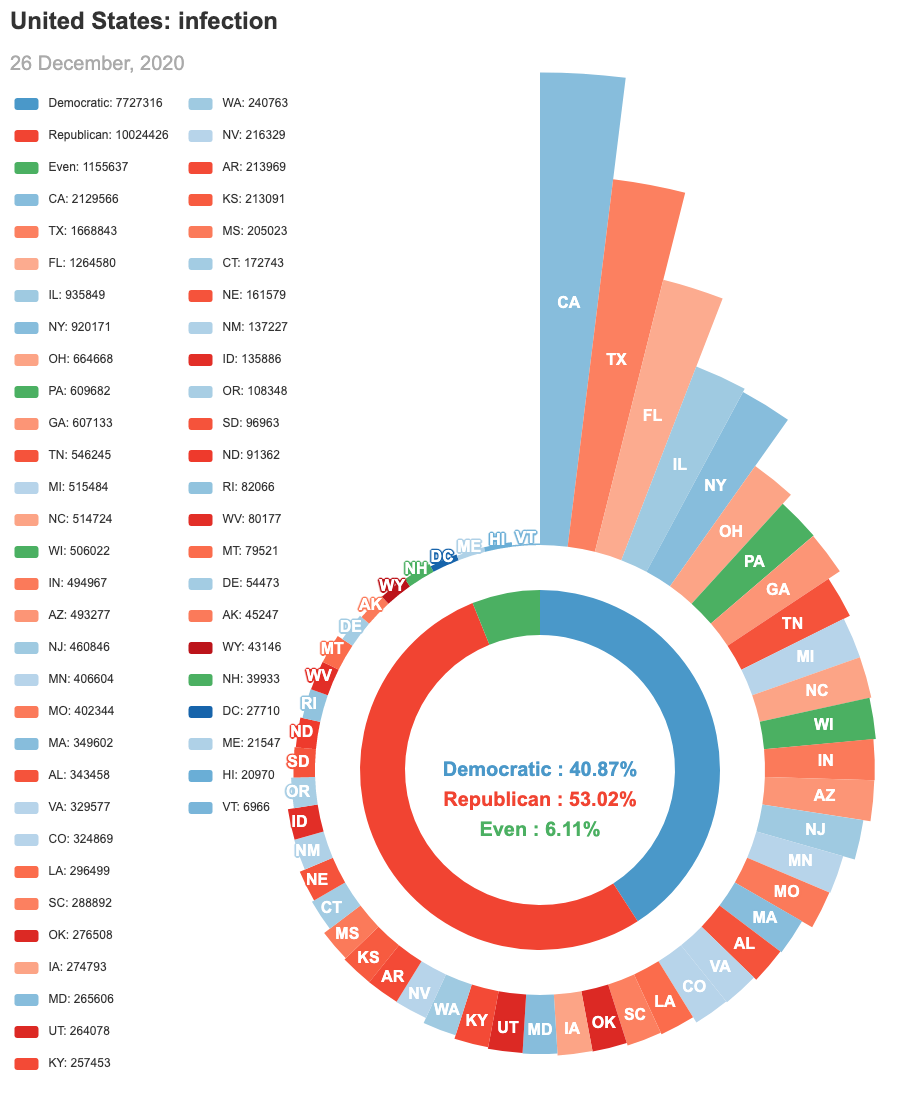 United States: infection
26 December, 2020
Democratic: 7727316
Republican: 10024426
Even: 1155637
CA: 2129566
TX: 1668843
FL: 1264580
IL: 935849
NY: 920171
OH: 664668
PA: 609682
GA: 607133
TN: 546245
MI: 515484
NC: 514724
WI: 506022
IN: 494967
AZ: 493277
NJ: 460846
MN: 406604
MO: 402344
MA: 349602
AL: 343458
VA: 329577
CO: 324869
LA: 296499
SC: 288892
OK: 276508
IA: 274793
MD: 265606
UT: 264078
KY: 257453
WA: 240763
NV: 216329
AR: 213969
KS: 213091
MS: 205023
CT: 172743
NE: 161579
NM: 137227
ID: 135886
OR: 108348
SD: 96963
ND: 91362
RI: 82066
WV: 80177
MT: 79521
DE: 54473
AK: 45247
WY: 43146
NH: 39933
DC: 27710
ME: 21547
HI: 20970
VT: 6966
CA
TX
FL
IL
NY
OH
PA
GA
TN
MI
NC
WI
IN
AZ
NJ
MN
MO
MA
AL
VA
CO
LA
SC
OK
IA
MD
UT
KY
WA
NV
AR
KS
MS
CT
NE
NM
ID
OR
SD
ND
RI
WV
MT
DE
AK
WY
NH
DC
ME
HI
VT
Democratic : 40.87%
Republican : 53.02%
Even : 6.11%